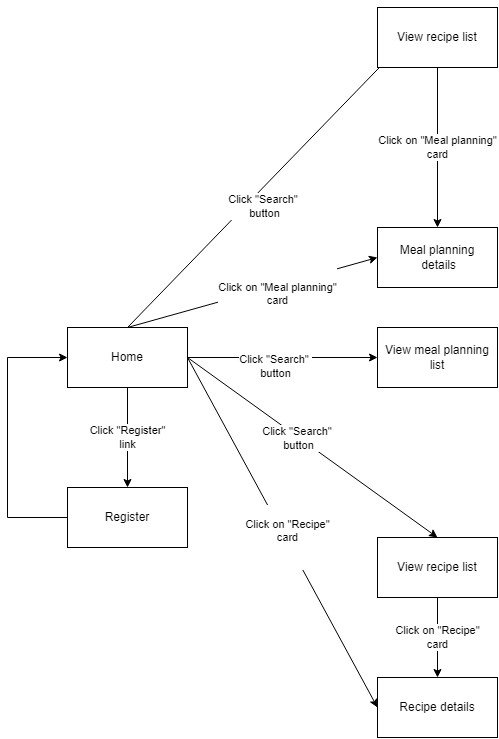 View recipe list
Click on "Meal planning"
card
Click "Search"
button
Meal planning
details
Click on "Meal planning"
card
Home
Click "Search"
button
View meal planning
list
Click "Register"
link
Click "Search"
button
Register
Click on "Recipe"
card
View recipe list
Click on "Recipe"
card
Recipe details